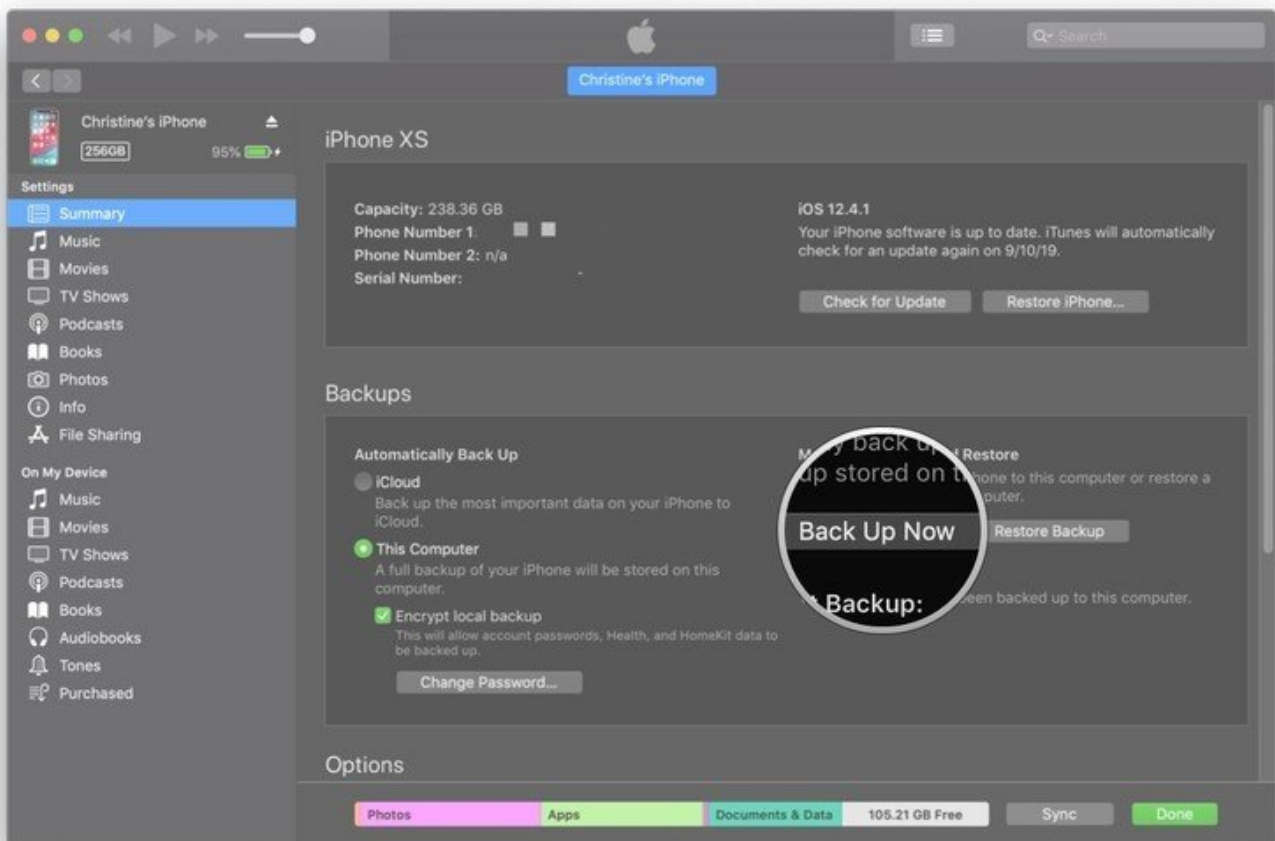 Search
Christine's iPhone
Christine's iPhone
256GB
95%
Settings
Summary
Music
Movies
TV Shows
Podcasts
Books
Photos
Info
File Sharing
On My Device
Music
Movies
TV Shows
Podcasts
Books
Audiobooks
Tones
Purchased
iPhone XS
Capacity: 238.36 GB
Phone Number 1:
Phone Number 2: n/a
Serial Number:
iOS 12.4.1
Your iPhone software is up to date. iTunes will automatically
check for an update again on 9/10/19.
Check for Update
Restore iPhone...
Backups
Automatically Back Up
iCloud
Back up the most important data on your iPhone to
iCloud.
This Computer
A full backup of your iPhone will be stored on this
computer.
Encrypt local backup
This will allow account passwords, Health, and HomeKit data to
be backed up.
Change Password...
Restore
back
to this computer or restore a
up stored on
Back Up Now
Restore Backup
Backup:
backed up to this computer.
Options
Photos
Apps
Documents & Data
105.21 GB Free
Sync
Done